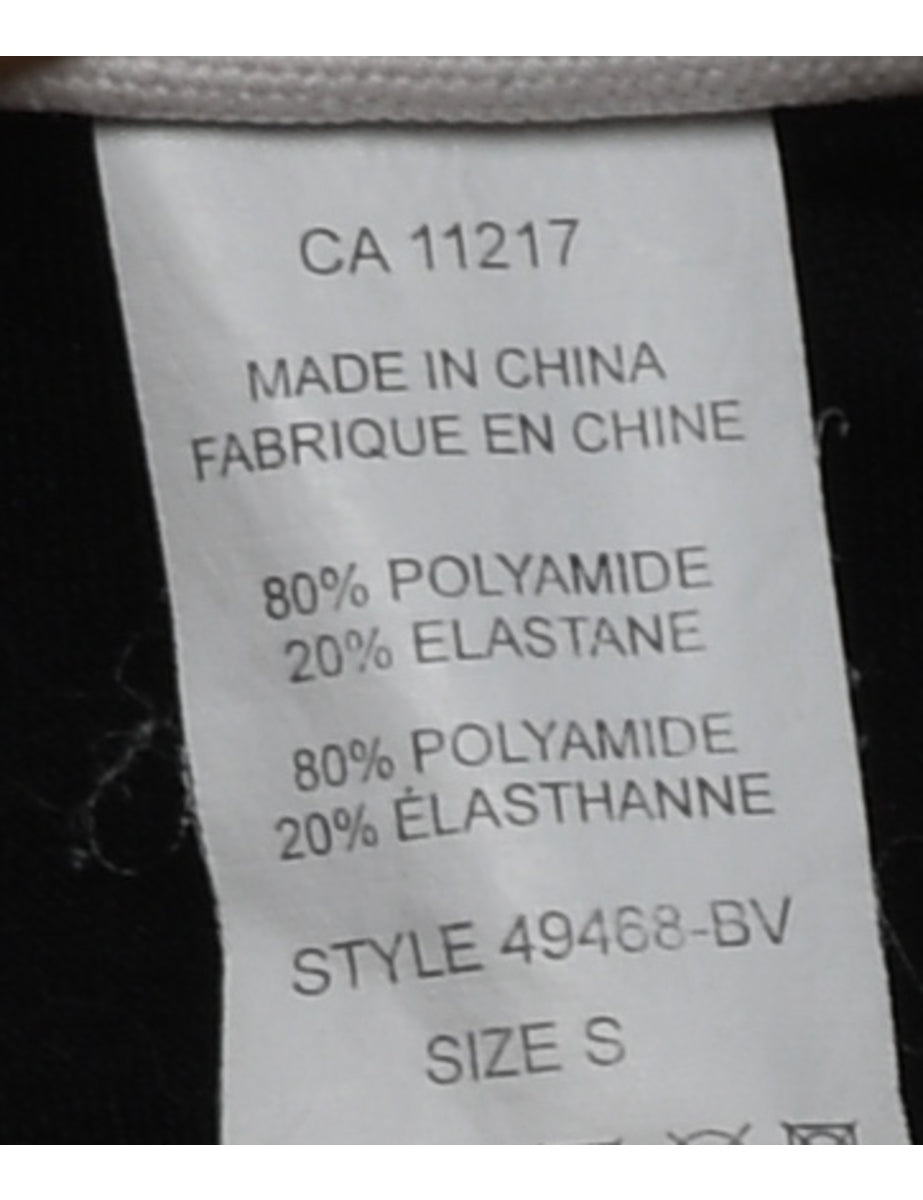 CA 11217
MADE IN CHINA
FABRIQUE EN CHINE
80% POLYAMIDE
20% ELASTANE
80% POLYAMIDE
20% ÉLASTHANNE
STYLE 49468-BV
SIZE S